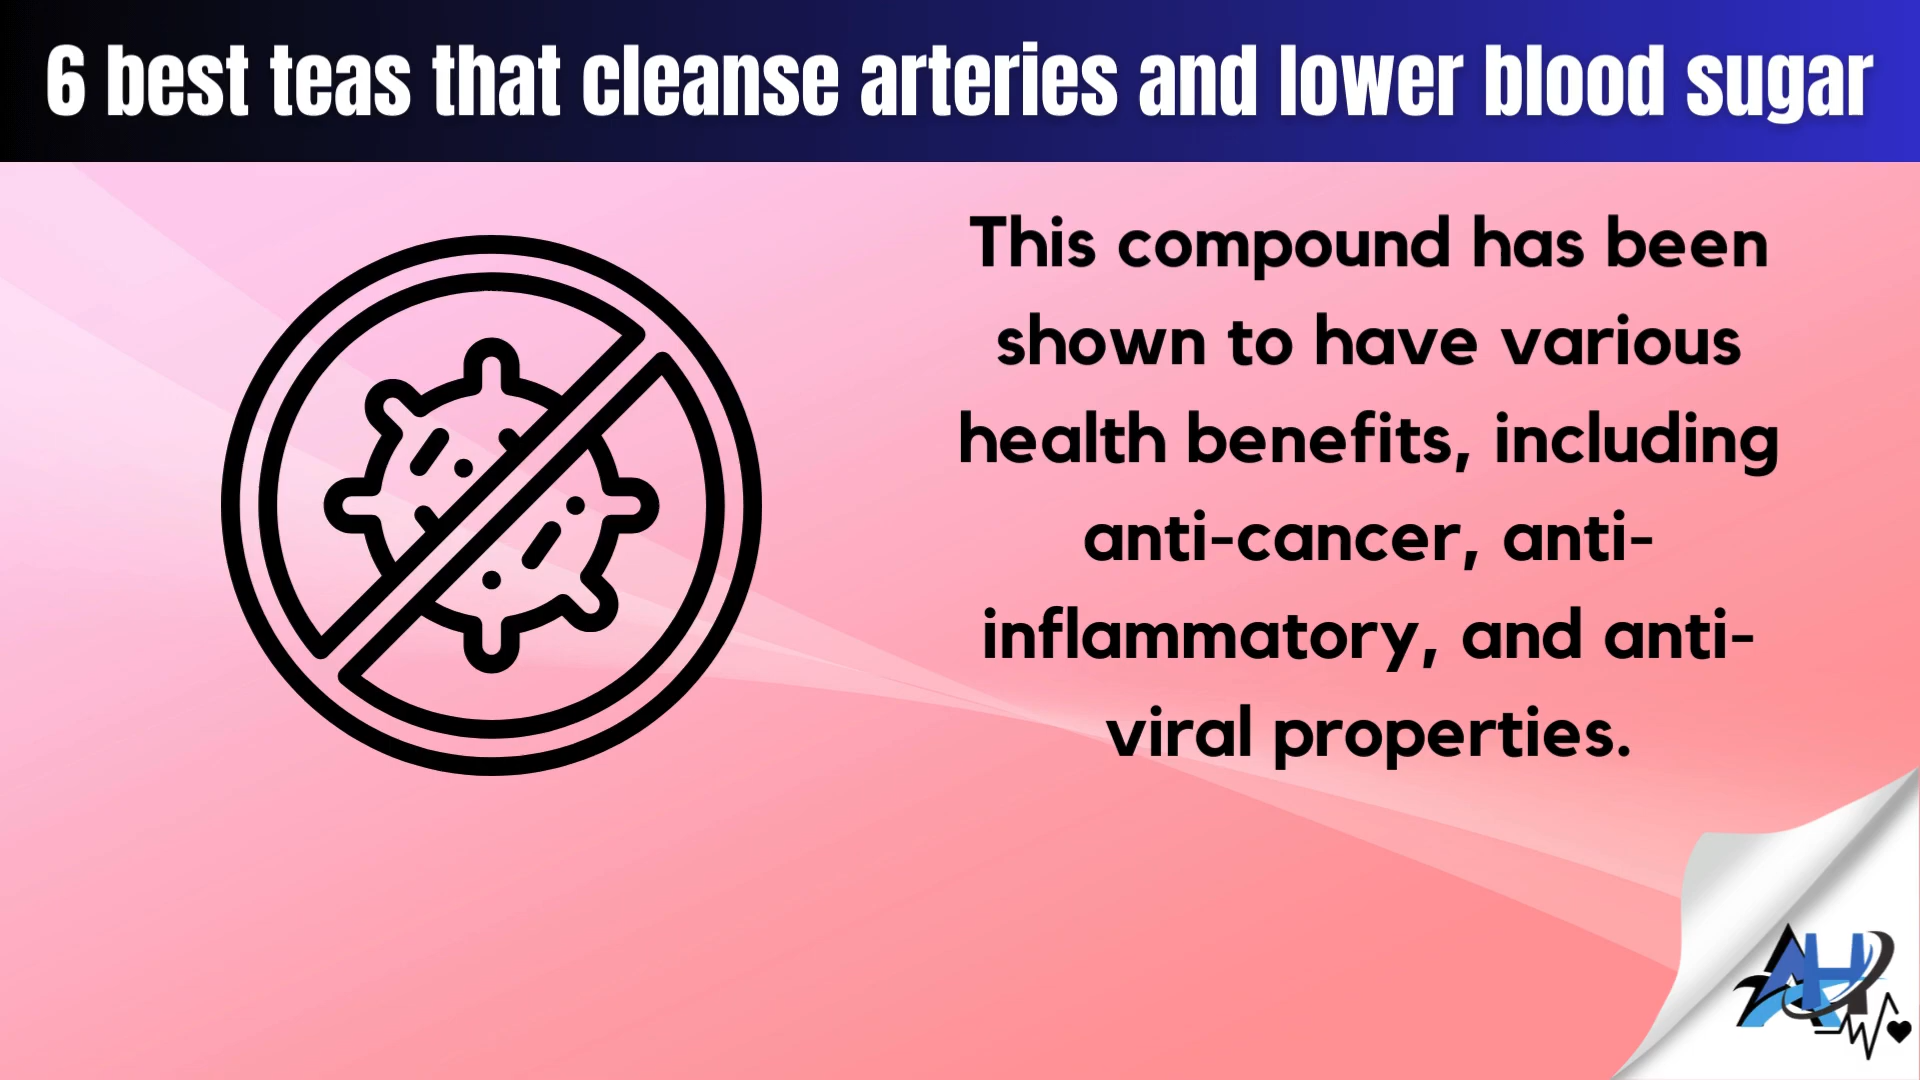 6 best teas that cleanse arteries and lower blood sugar
This compound has been
shown to have various
health benefits, including
anti-cancer, anti-
inflammatory, and anti-
viral properties.
AH